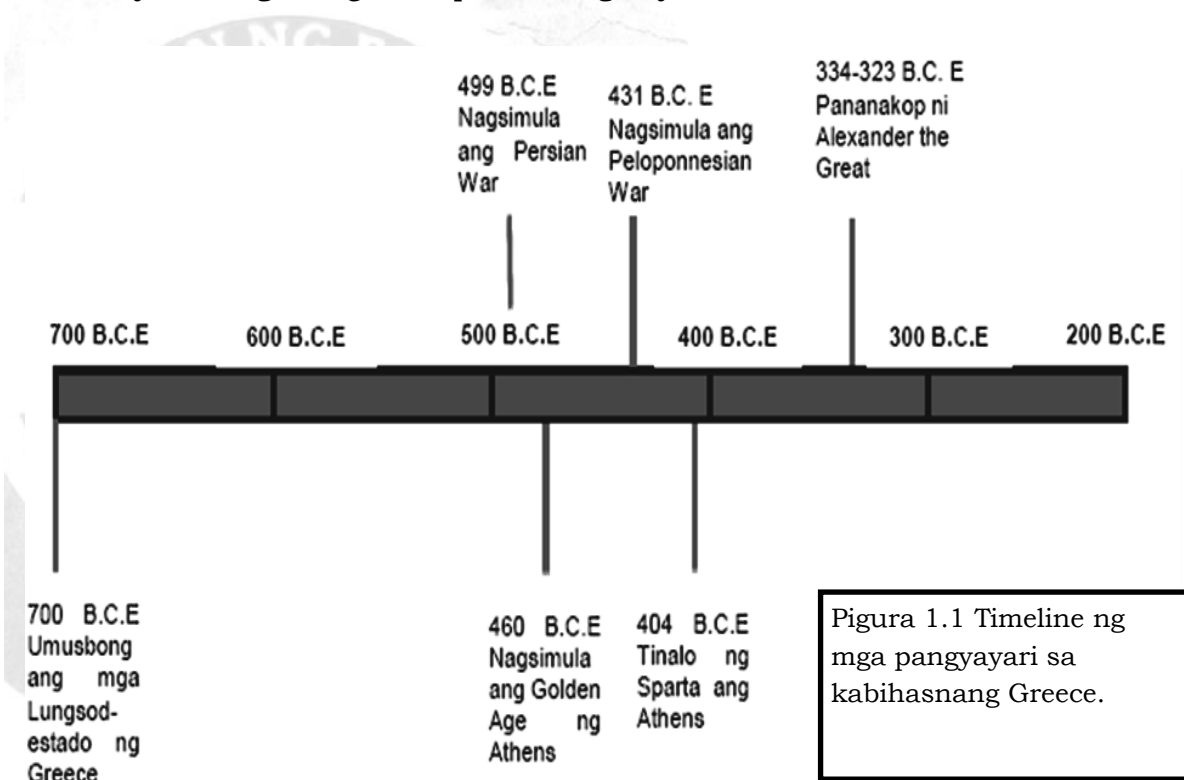 499 B.C.E
Nagsimula
ang Persian
War
431 B.C. E
Nagsimula ang
Peloponnesian
War
334-323 B.C. E
Pananakop ni
Alexander the
Great
700 B.C.E
600 B.C.E
500 B.C.E
400 B.C.E
300 B.C.E
200 B.C.E
700 B.C.E
Umusbong
ang mga
Lungsod-
estado ng
Greece
460 B.C.E
Nagsimula
ang Golden
Age ng
Athens
404 B.C.E
Tinalo ng
Sparta ang
Athens
Pigura 1.1 Timeline ng
mga pangyayari sa
kabihasnang Greece.